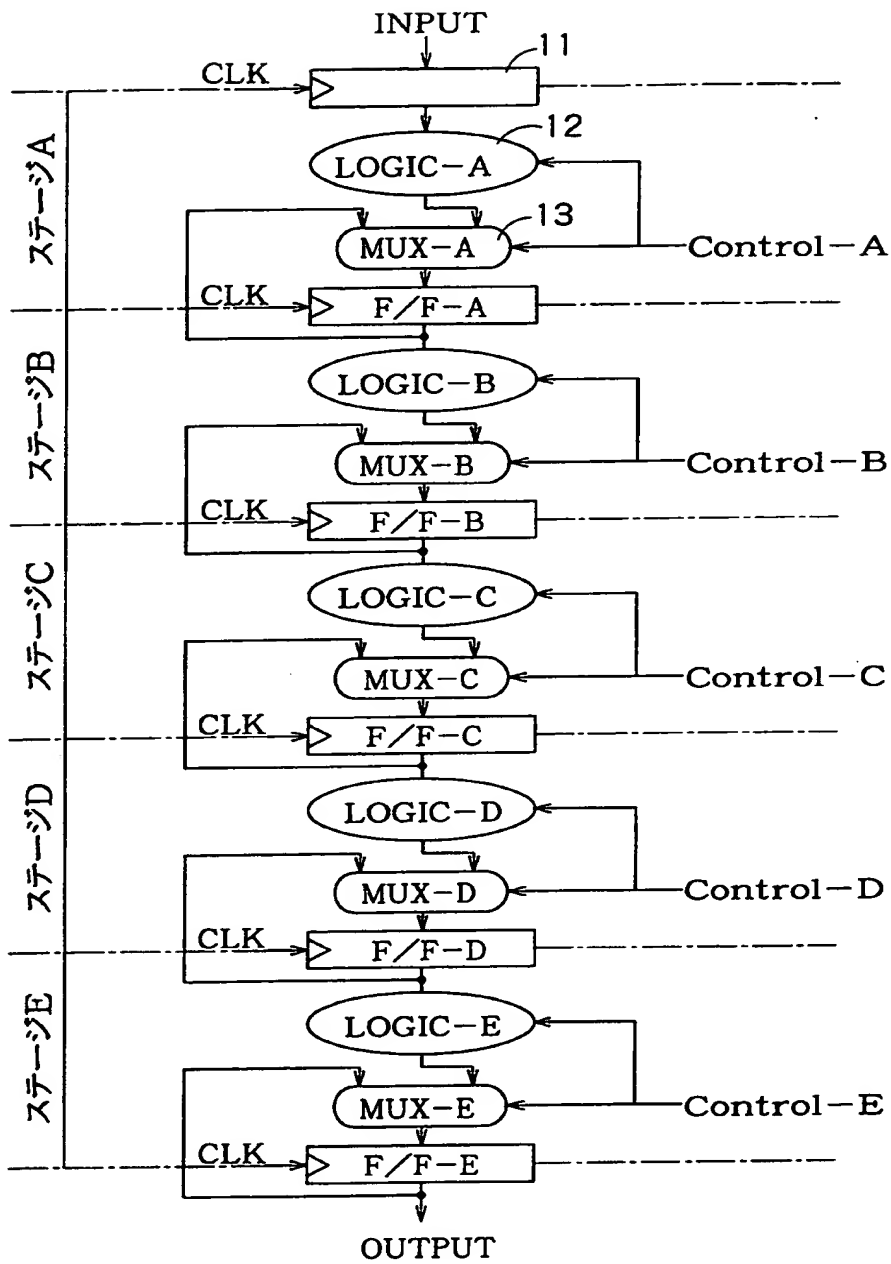 INPUT
11
CLK
12
LOGIC-A
13
MUX-A
Control-A
ステージA
CLK
F/F-A
LOGIC-B
MUX-B
Control-B
ステージB
CLK
F/F-B
LOGIC-C
MUX-C
Control-C
ステージC
CLK
F/F-C
LOGIC-D
MUX-D
Control-D
ステージD
CLK
F/F-D
LOGIC-E
MUX-E
Control-E
ステージE
CLK
F/F-E
OUTPUT